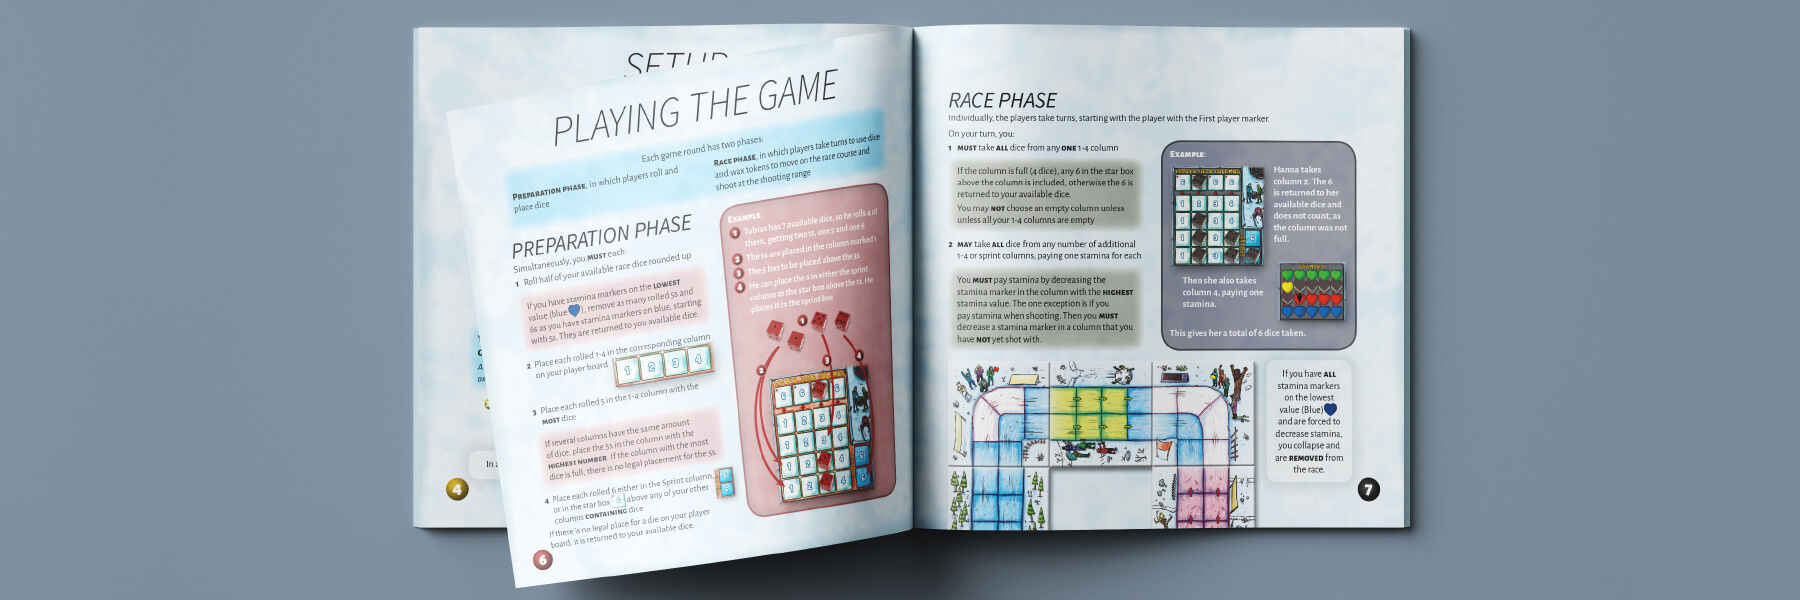 SETUP
PLAYING THE GAME
Each game round has two phases:
PREPARATION PHASE, in which players roll and
place dice
RACE PHASE, in which players take turns to use dice
and wax tokens to move on the race course and
shoot at the shooting range
PREPARATION PHASE
Simultaneously, you MUST each:
1 Roll half of your available race dice rounded up
If you have stamina markers on the LOWEST
value (blue), remove as many rolled 5s and
6s as you have stamina markers on blue, starting
with 5s. They are returned to you available dice.
2 Place each rolled 1-4 in the corresponding column
on your player board
1 2 3 4
3 Place each rolled 5 in the 1-4 column with the
MOST dice
If several columns have the same amount
of dice, place the 5s in the column with the
HIGHEST NUMBER. If the column with the most
dice is full, there is no legal placement for the 5s.
4 Place each rolled 6 either in the Sprint column,
or in the star box above any of your other
columns CONTAINING dice
If there is no legal place for a die on your player
board, it is returned to your available dice.
6
EXAMPLE
1 Tobias has 7 available dice, so he rolls 4 of
them, getting two 1s, one 5 and one 6
2 The 1s are placed in the column marked 1
3 The 5 has to be placed above the 3s
4 He can place the 6 in either the sprint
column or the star box above the 1s. He
places it in the sprint box
4
In a
RACE PHASE
Individually, the players take turns, starting with the player with the First player marker.
On your turn, you:
1 MUST take ALL dice from any ONE 1-4 column
If the column is full (4 dice), any 6 in the star box
above the column is included, otherwise the 6 is
returned to your available dice.
You may NOT choose an empty column unless
unless all your 1-4 columns are empty
2 MAY take ALL dice from any number of additional
1-4 or sprint columns, paying one stamina for each
You MUST pay stamina by decreasing the
stamina marker in the column with the HIGHEST
stamina value. The one exception is if you
pay stamina when shooting. Then you MUST
decrease a stamina marker in a column that you
have NOT yet shot with.
EXAMPLE:
Hanna takes
column 2. The 6
is returned to her
available dice and
does not count, as
the column was not
full.
Then she also takes
column 4, paying one
stamina.
STAMINA
This gives her a total of 6 dice taken.
If you have ALL
stamina markers
on the lowest
value (Blue)
and are forced to
decrease stamina,
you collapse and
are REMOVED from
the race.
7